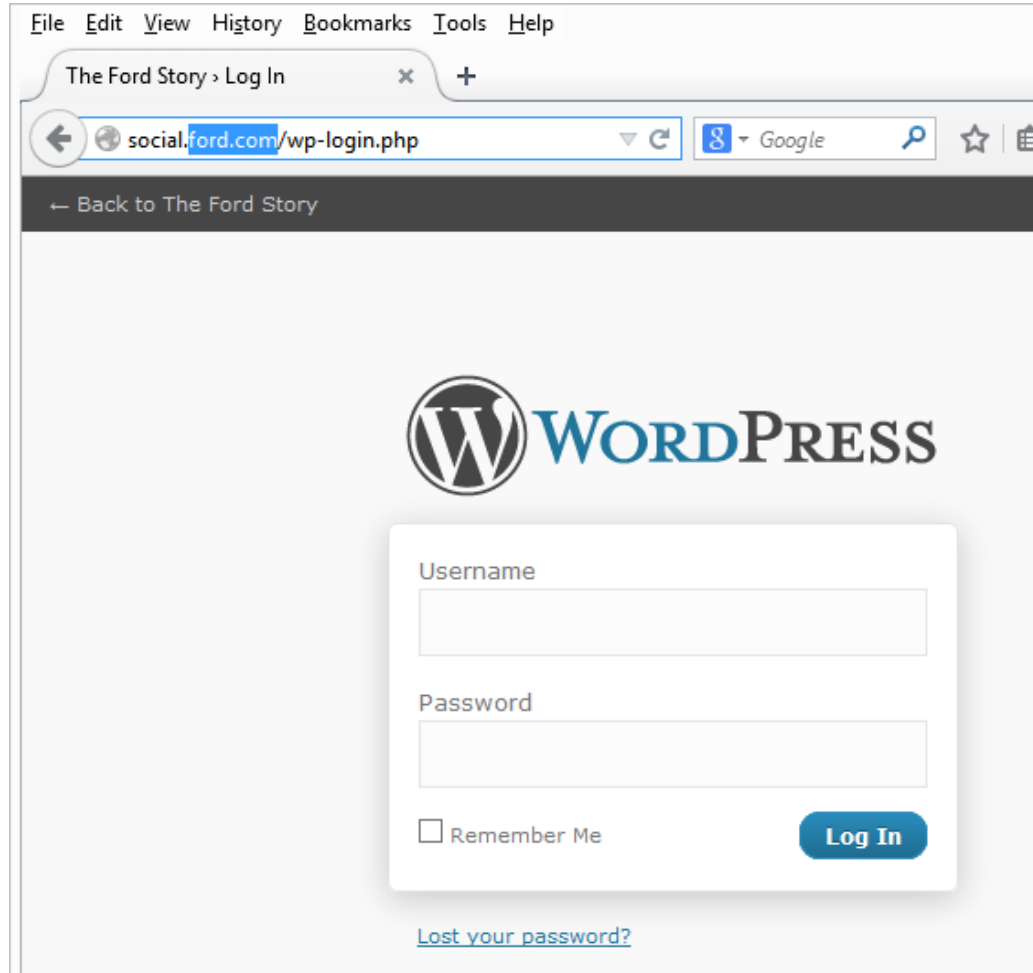 File Edit View History Bookmarks Tools Help
The Ford Story › Log In
social.ford.com/wp-login.php
8 Google
← Back to The Ford Story
W WORDPRESS
Username
Password
Remember Me
Log In
Lost your password?